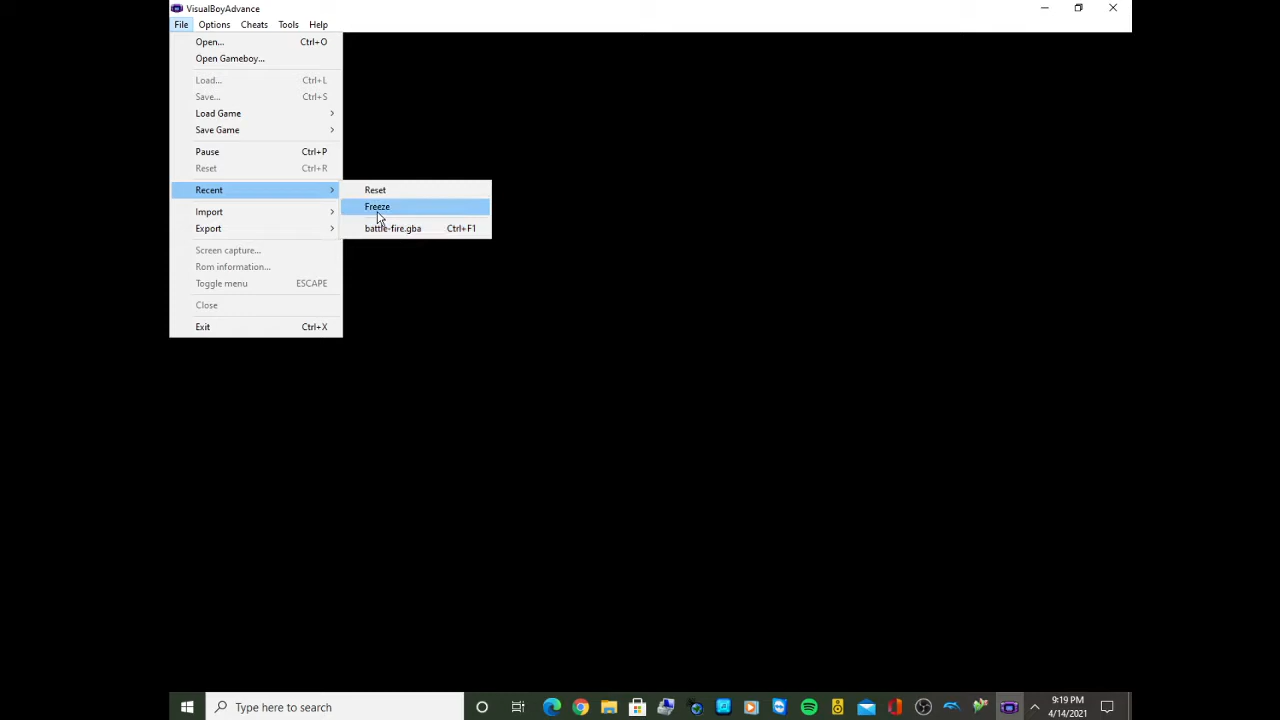 VisualBoyAdvance
File Options Cheats Tools Help
Open... Ctrl+O
Open Gameboy...
Load... Ctrl+L
Save... Ctrl+S
Load Game
Save Game
Pause Ctrl+P
Reset Ctrl+R
Recent
Reset
Freeze
battle-fire.gba Ctrl+F1
Import
Export
Screen capture...
Rom information...
Toggle menu ESCAPE
Close
Exit Ctrl+X
Type here to search
9:19 PM
4/14/2021